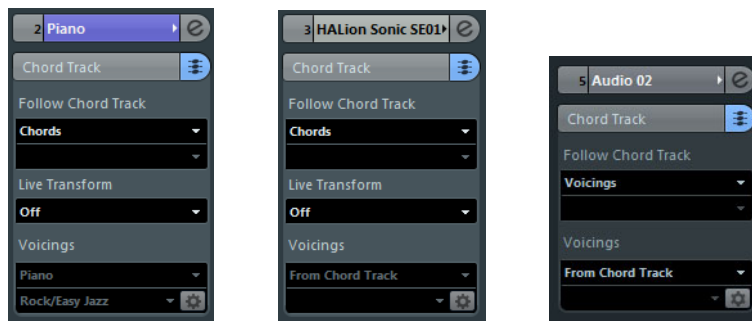 2 Piano
Chord Track
Follow Chord Track
Chords
Live Transform
Off
Voicings
Piano
Rock/Easy Jazz
3 HALion Sonic SE01
Chord Track
Follow Chord Track
Chords
Live Transform
Off
Voicings
From Chord Track
5 Audio 02
Chord Track
Follow Chord Track
Voicings
Voicings
From Chord Track